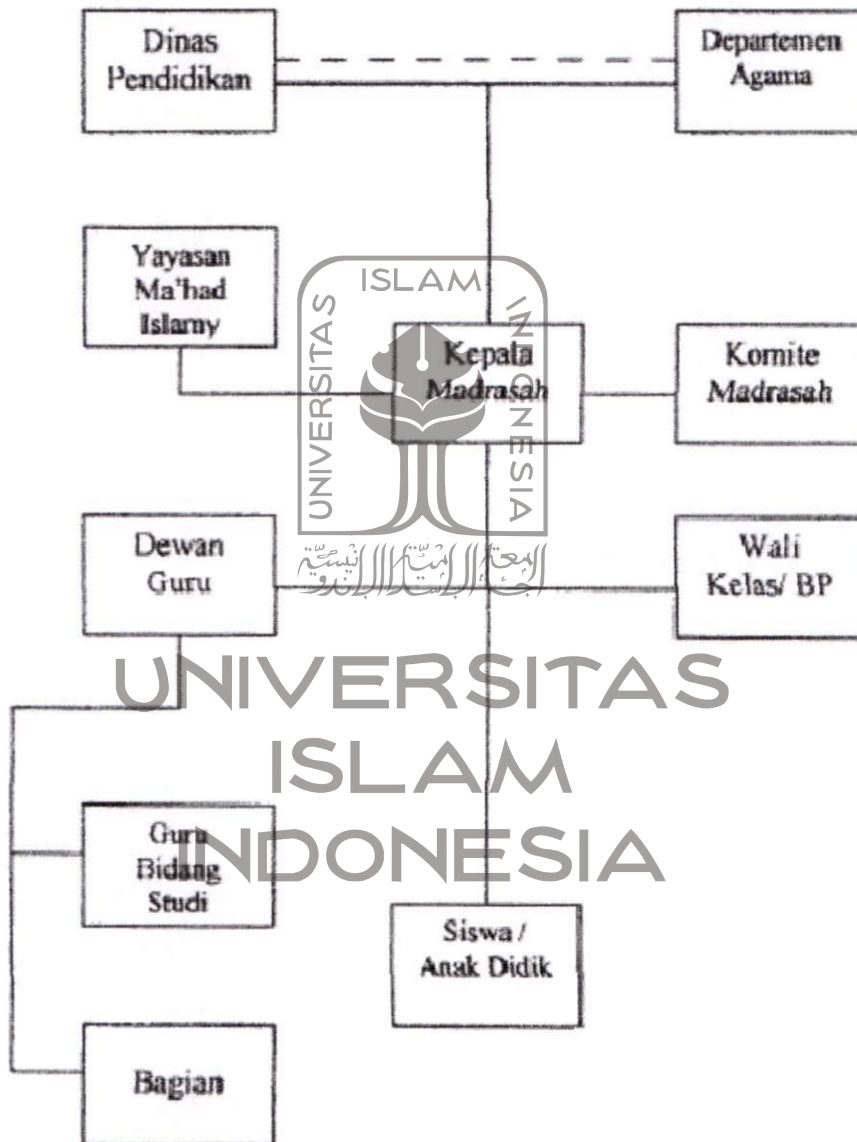 Dinas
Pendidikan
Departemen
Agama
Yayasan
Ma'had
Islamy
ISLAM
UNIVERSITAS
INDONESIA
Kepala
Madrasah
Komite
Madrasah
Dewan
Guru
Wali
Kelas/ BP
UNIVERSITAS
ISLAM
INDONESIA
Guru
Bidang
Studi
Siswa /
Anak Didik
Bagian